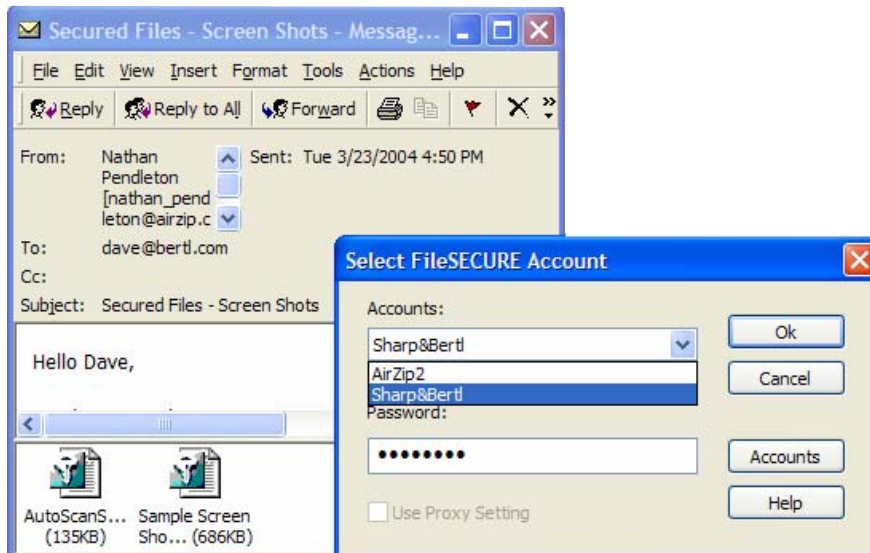 Secured Files - Screen Shots - Messag...
File Edit View Insert Format Tools Actions Help
Reply Reply to All Forward
From: Nathan Pendleton [nathan_pendleton@airzip.c
Sent: Tue 3/23/2004 4:50 PM
To: dave@bertl.com
Cc:
Subject: Secured Files - Screen Shots
Hello Dave,
AutoScanS... (135KB)
Sample Screen Sho... (686KB)
Select FileSECURE Account
Accounts:
Sharp&Bertl
AirZip2
Sharp&Bertl
Password:
••••••••
Use Proxy Setting
Ok
Cancel
Accounts
Help